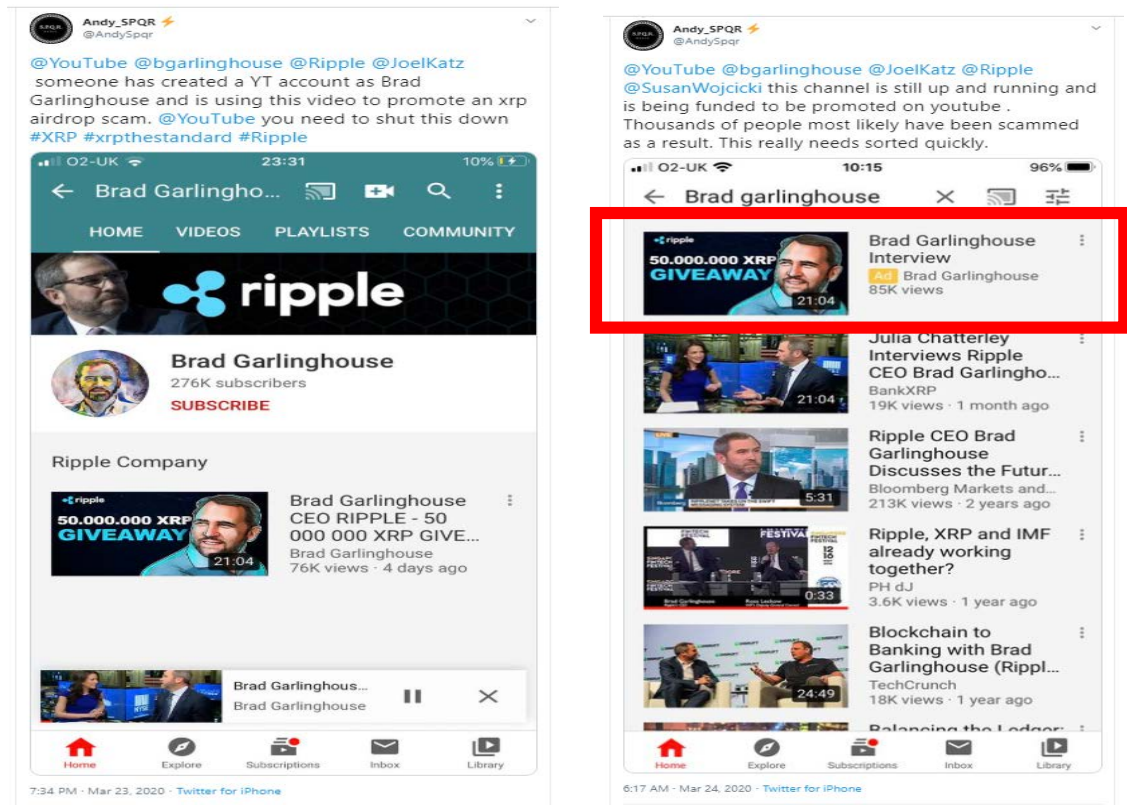 Andy_SPQR
@AndySpqr
@YouTube @bgarlinghouse @Ripple @JoelKatz
someone has created a YT account as Brad
Garlinghouse and is using this video to promote an xrp
airdrop scam. @YouTube you need to shut this down
#XRP #xrpthestandard #Ripple
O2-UK 23:31 10%
Brad Garlingho...
HOME VIDEOS PLAYLISTS COMMUNITY
ripple
Brad Garlinghouse
276K subscribers
SUBSCRIBE
Ripple Company
ripple
50.000.000 XRP
GIVEAWAY
21:04
Brad Garlinghouse
CEO RIPPLE - 50
000 000 XRP GIVE...
Brad Garlinghouse
76K views · 4 days ago
Brad Garlinghous...
Brad Garlinghouse
Home Explore Subscriptions Inbox Library
7:34 PM · Mar 23, 2020 · Twitter for iPhone
Andy_SPQR
@AndySpqr
@YouTube @bgarlinghouse @JoelKatz @Ripple
@SusanWojcicki this channel is still up and running and
is being funded to be promoted on youtube .
Thousands of people most likely have been scammed
as a result. This really needs sorted quickly.
O2-UK 10:15 96%
Brad garlinghouse
ripple
50.000.000 XRP
GIVEAWAY
21:04
Brad Garlinghouse
Interview
Ad Brad Garlinghouse
85K views
21:04
Julia Chatterley
Interviews Ripple
CEO Brad Garlingho...
BankXRP
19K views · 1 month ago
5:31
Ripple CEO Brad
Garlinghouse
Discusses the Futur...
Bloomberg Markets and...
213K views · 2 years ago
0:33
Ripple, XRP and IMF
already working
together?
PH dJ
3.6K views · 1 year ago
24:49
Blockchain to
Banking with Brad
Garlinghouse (Rippl...
TechCrunch
18K views · 1 year ago
Balancing the Ledger:
Home Explore Subscriptions Inbox Library
6:17 AM · Mar 24, 2020 · Twitter for iPhone